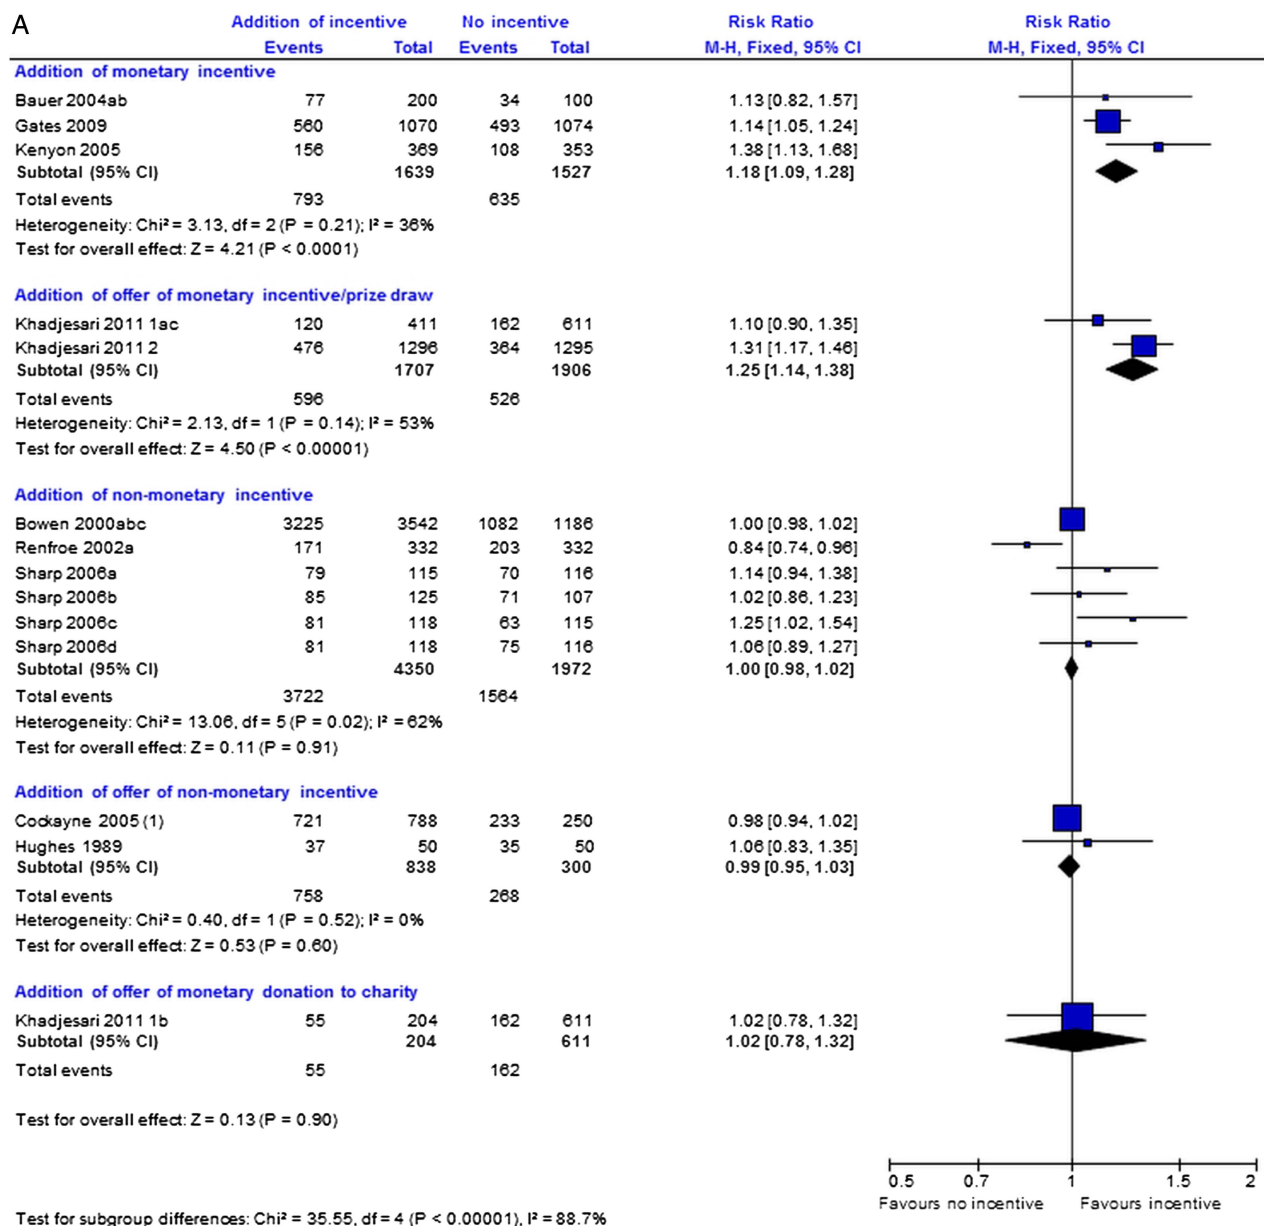 A
Addition of incentive No incentive Risk Ratio Risk Ratio
Events Total Events Total M-H, Fixed, 95% CI M-H, Fixed, 95% CI
Addition of monetary incentive
Bauer 2004ab 77 200 34 100 1.13 [0.82, 1.57]
Gates 2009 560 1070 493 1074 1.14 [1.05, 1.24]
Kenyon 2005 156 369 108 353 1.38 [1.13, 1.68]
Subtotal (95% CI) 1639 1527 1.18 [1.09, 1.28]
Total events 793 635
Heterogeneity: Chi² = 3.13, df = 2 (P = 0.21); I² = 36%
Test for overall effect: Z = 4.21 (P < 0.0001)
Addition of offer of monetary incentive/prize draw
Khadjesari 2011 1ac 120 411 162 611 1.10 [0.90, 1.35]
Khadjesari 2011 2 476 1296 364 1295 1.31 [1.17, 1.46]
Subtotal (95% CI) 1707 1906 1.25 [1.14, 1.38]
Total events 596 526
Heterogeneity: Chi² = 2.13, df = 1 (P = 0.14); I² = 53%
Test for overall effect: Z = 4.50 (P < 0.00001)
Addition of non-monetary incentive
Bowen 2000abc 3225 3542 1082 1186 1.00 [0.98, 1.02]
Renfroe 2002a 171 332 203 332 0.84 [0.74, 0.96]
Sharp 2006a 79 115 70 116 1.14 [0.94, 1.38]
Sharp 2006b 85 125 71 107 1.02 [0.86, 1.23]
Sharp 2006c 81 118 63 115 1.25 [1.02, 1.54]
Sharp 2006d 81 118 75 116 1.06 [0.89, 1.27]
Subtotal (95% CI) 4350 1972 1.00 [0.98, 1.02]
Total events 3722 1564
Heterogeneity: Chi² = 13.06, df = 5 (P = 0.02); I² = 62%
Test for overall effect: Z = 0.11 (P = 0.91)
Addition of offer of non-monetary incentive
Cockayne 2005 (1) 721 788 233 250 0.98 [0.94, 1.02]
Hughes 1989 37 50 35 50 1.06 [0.83, 1.35]
Subtotal (95% CI) 838 300 0.99 [0.95, 1.03]
Total events 758 268
Heterogeneity: Chi² = 0.40, df = 1 (P = 0.52); I² = 0%
Test for overall effect: Z = 0.53 (P = 0.60)
Addition of offer of monetary donation to charity
Khadjesari 2011 1b 55 204 162 611 1.02 [0.78, 1.32]
Subtotal (95% CI) 204 611 1.02 [0.78, 1.32]
Total events 55 162
Test for overall effect: Z = 0.13 (P = 0.90)
0.5 0.7 1 1.5 2
Favours no incentive Favours incentive
Test for subgroup differences: Chi² = 35.55, df = 4 (P < 0.00001), I² = 88.7%